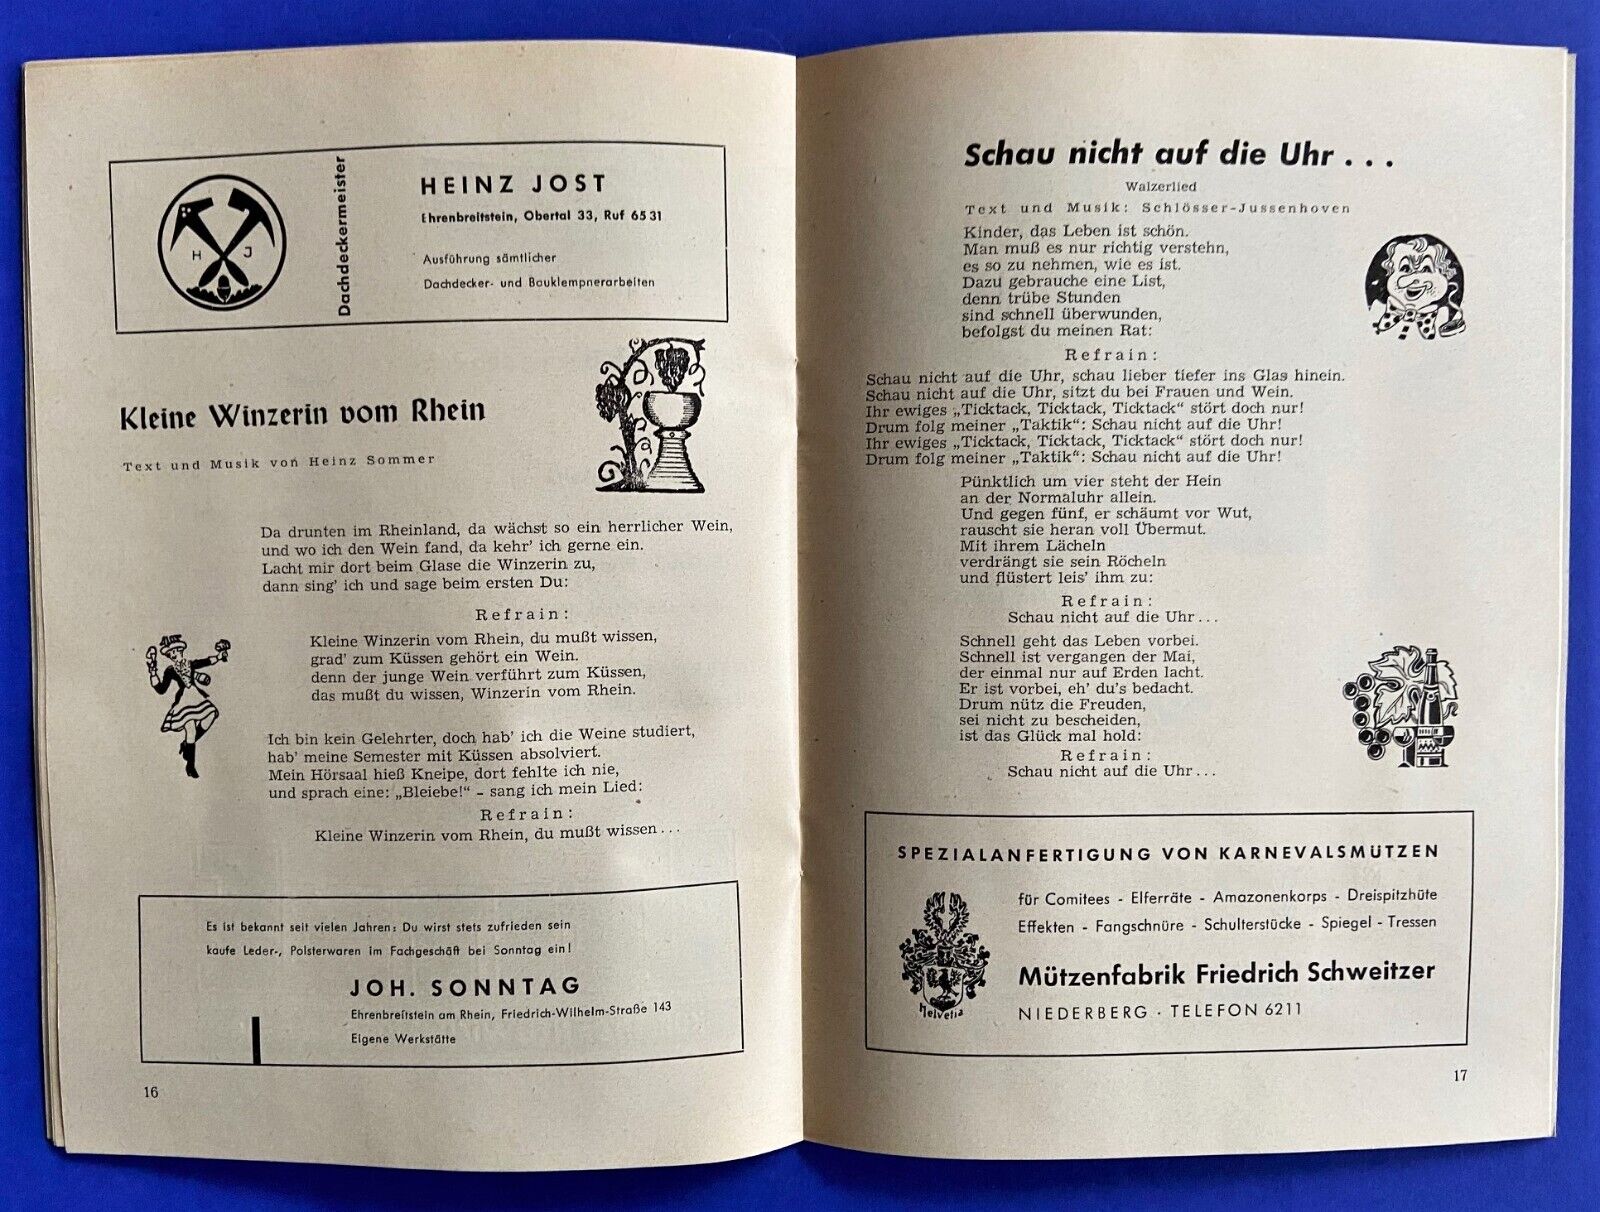 H J
Dachdeckermeister
HEINZ JOST
Ehrenbreitstein, Obertal 33, Ruf 65 31
Ausführung sämtlicher
Dachdecker- und Bauklempnerarbeiten
Kleine Winzerin vom Rhein
Text und Musik von Heinz Sommer
Da drunten im Rheinland, da wächst so ein herrlicher Wein,
und wo ich den Wein fand, da kehr' ich gerne ein.
Lacht mir dort beim Glase die Winzerin zu,
dann sing' ich und sage beim ersten Du:
Refrain:
Kleine Winzerin vom Rhein, du mußt wissen,
grad' zum Küssen gehört ein Wein.
denn der junge Wein verführt zum Küssen,
das mußt du wissen, Winzerin vom Rhein.
Ich bin kein Gelehrter, doch hab' ich die Weine studiert,
hab' meine Semester mit Küssen absolviert.
Mein Hörsaal hieß Kneipe, dort fehlte ich nie,
und sprach eine: „Bleiebe!“ - sang ich mein Lied:
Refrain:
Kleine Winzerin vom Rhein, du mußt wissen...
Es ist bekannt seit vielen Jahren: Du wirst stets zufrieden sein
kaufe Leder-, Polsterwaren im Fachgeschäft bei Sonntag ein!
JOH. SONNTAG
Ehrenbreitstein am Rhein, Friedrich-Wilhelm-Straße 143
Eigene Werkstätte
16
Schau nicht auf die Uhr...
Walzerlied
Text und Musik: Schlösser-Jussenhoven
Kinder, das Leben ist schön.
Man muß es nur richtig verstehn,
es so zu nehmen, wie es ist.
Dazu gebrauche eine List,
denn trübe Stunden
sind schnell überwunden,
befolgst du meinen Rat:
Refrain:
Schau nicht auf die Uhr, schau lieber tiefer ins Glas hinein.
Schau nicht auf die Uhr, sitzt du bei Frauen und Wein.
Ihr ewiges „Ticktack, Ticktack, Ticktack“ stört doch nur!
Drum folg meiner „Taktik“: Schau nicht auf die Uhr!
Ihr ewiges „Ticktack, Ticktack, Ticktack“ stört doch nur!
Drum folg meiner „Taktik“: Schau nicht auf die Uhr!
Pünktlich um vier steht der Hein
an der Normaluhr allein.
Und gegen fünf, er schäumt vor Wut,
rauscht sie heran voll Übermut.
Mit ihrem Lächeln
verdrängt sie sein Röcheln
und flüstert leis' ihm zu:
Refrain:
Schau nicht auf die Uhr...
Schnell geht das Leben vorbei.
Schnell ist vergangen der Mai,
der einmal nur auf Erden lacht.
Er ist vorbei, eh' du's bedacht.
Drum nütz die Freuden,
sei nicht zu bescheiden,
ist das Glück mal hold:
Refrain:
Schau nicht auf die Uhr...
SPEZIALANFERTIGUNG VON KARNEVALSMÜTZEN
für Comitees - Elferräte - Amazonenkorps - Dreispitzhüte
Effekten - Fangschnüre - Schulterstücke - Spiegel - Tressen
Helvetia
Mützenfabrik Friedrich Schweitzer
NIEDERBERG · TELEFON 6211
17